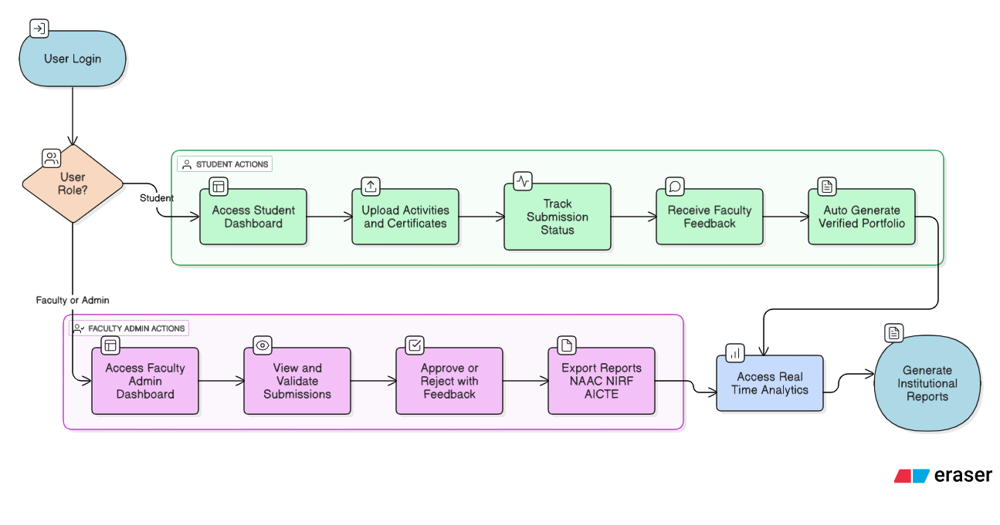 User Login
User
Role?
Student
STUDENT ACTIONS
Access Student
Dashboard
Upload Activities
and Certificates
Track
Submission
Status
Receive Faculty
Feedback
Auto Generate
Verified Portfolio
Faculty or Admin
FACULTY ADMIN ACTIONS
Access Faculty
Admin
Dashboard
View and
Validate
Submissions
Approve or
Reject with
Feedback
Export Reports
NAAC NIRF
AICTE
Access Real
Time Analytics
Generate
Institutional
Reports
eraser